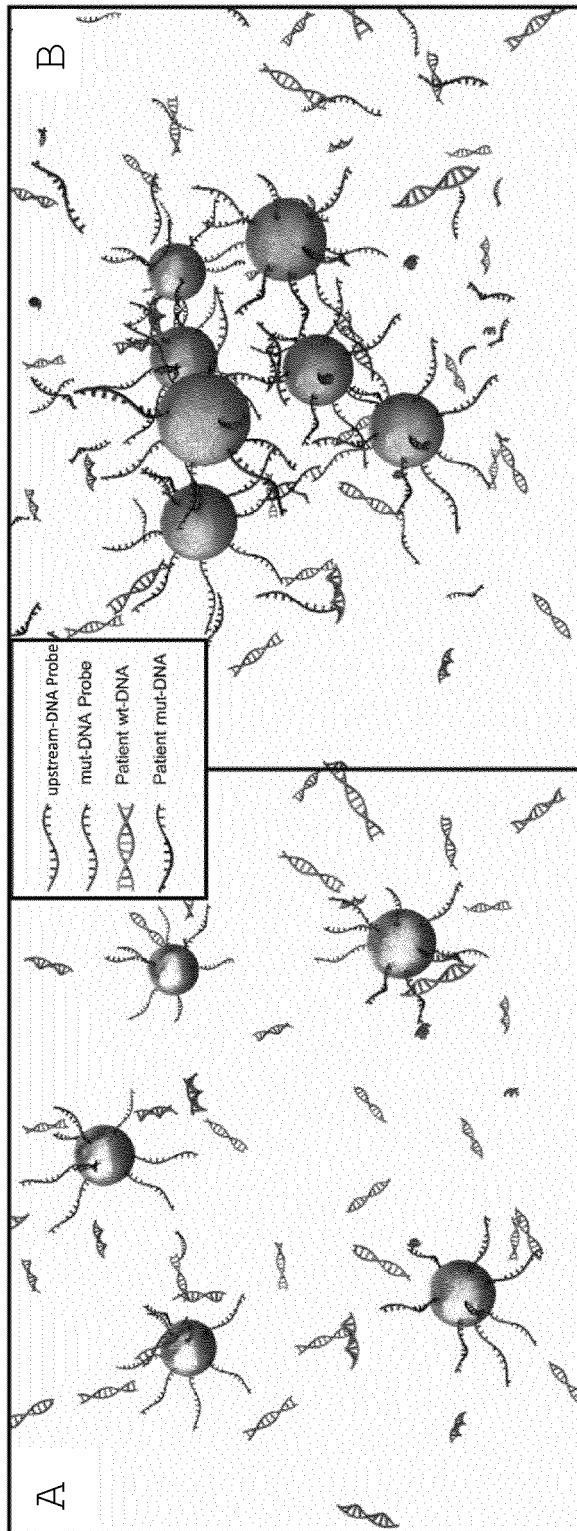 A
B
upstream-DNA Probe
mut-DNA Probe
Patient wt-DNA
Patient mut-DNA